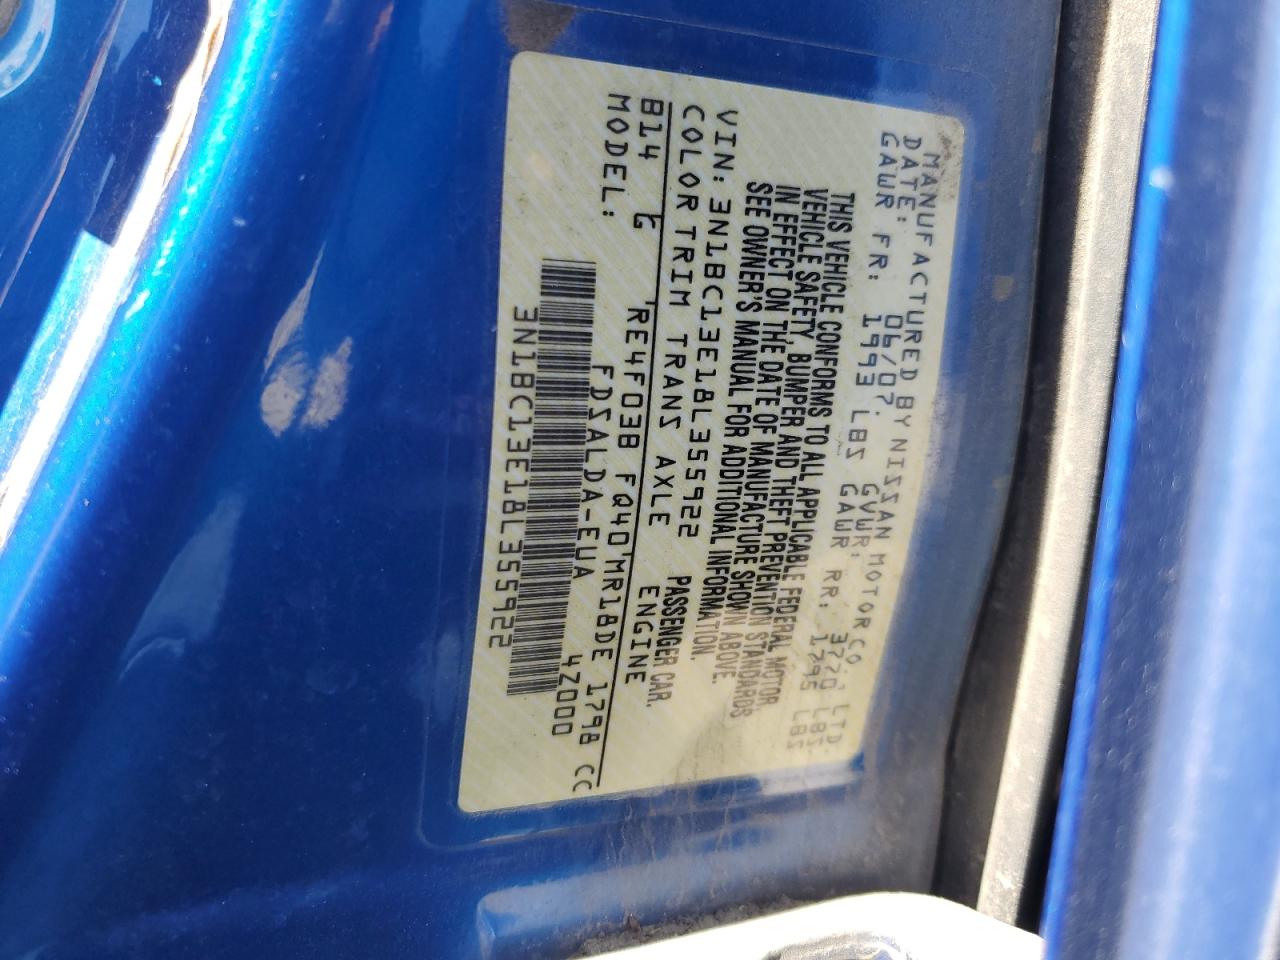 MANUFACTURED BY NISSAN MOTOR CO., LTD.
DATE: 06/07. GVWR: 3770 LBS.
GAWR FR: 1993 LBS GAWR RR: 1795 LBS
THIS VEHICLE CONFORMS TO ALL APPLICABLE FEDERAL MOTOR
VEHICLE SAFETY, BUMPER AND THEFT PREVENTION STANDARDS
IN EFFECT ON THE DATE OF MANUFACTURE SHOWN ABOVE.
SEE OWNER'S MANUAL FOR ADDITIONAL INFORMATION.
VIN: 3N1BC13E18L355922 PASSENGER CAR.
COLOR TRIM TRANS AXLE ENGINE
B14 G RE4F03B FQ40 MR18DE 1798 CC
MODEL: FDSALDA-EUA 4Z000
3N1BC13E18L355922